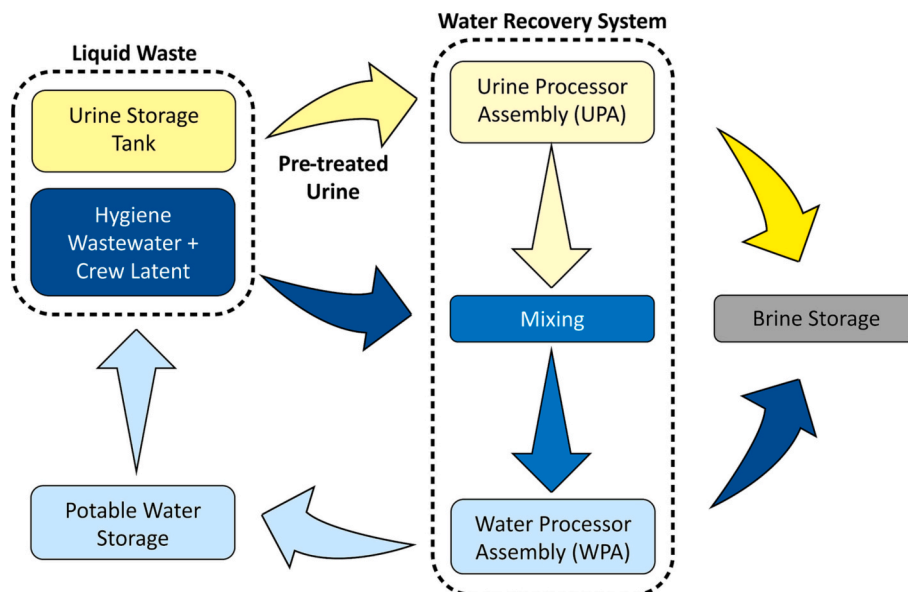 Water Recovery System
Liquid Waste
Urine Storage
Tank
Hygiene
Wastewater +
Crew Latent
Pre-treated
Urine
Urine Processor
Assembly (UPA)
Mixing
Brine Storage
Potable Water
Storage
Water Processor
Assembly (WPA)